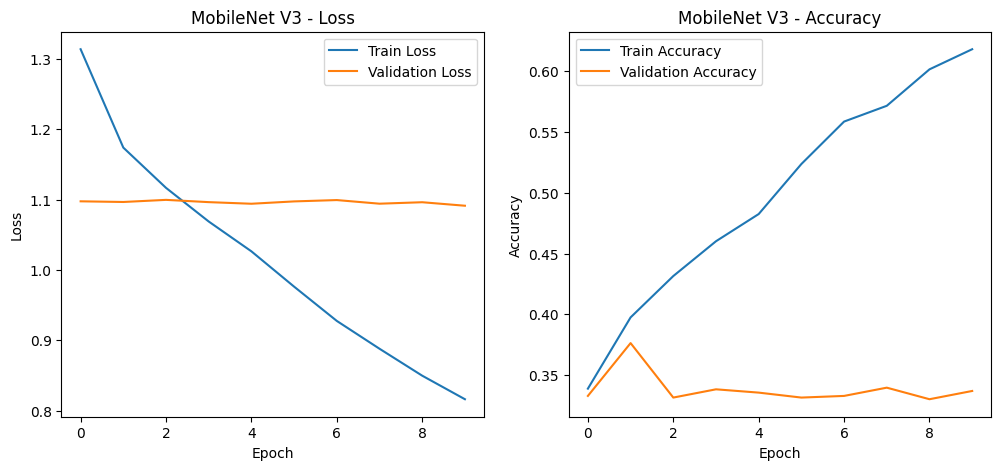 MobileNet V3 - Loss
Train Loss
Validation Loss
1.3
1.2
1.1
1.0
0.9
0.8
Loss
0
2
4
6
8
Epoch
MobileNet V3 - Accuracy
Train Accuracy
Validation Accuracy
0.60
0.55
0.50
0.45
0.40
0.35
Accuracy
0
2
4
6
8
Epoch